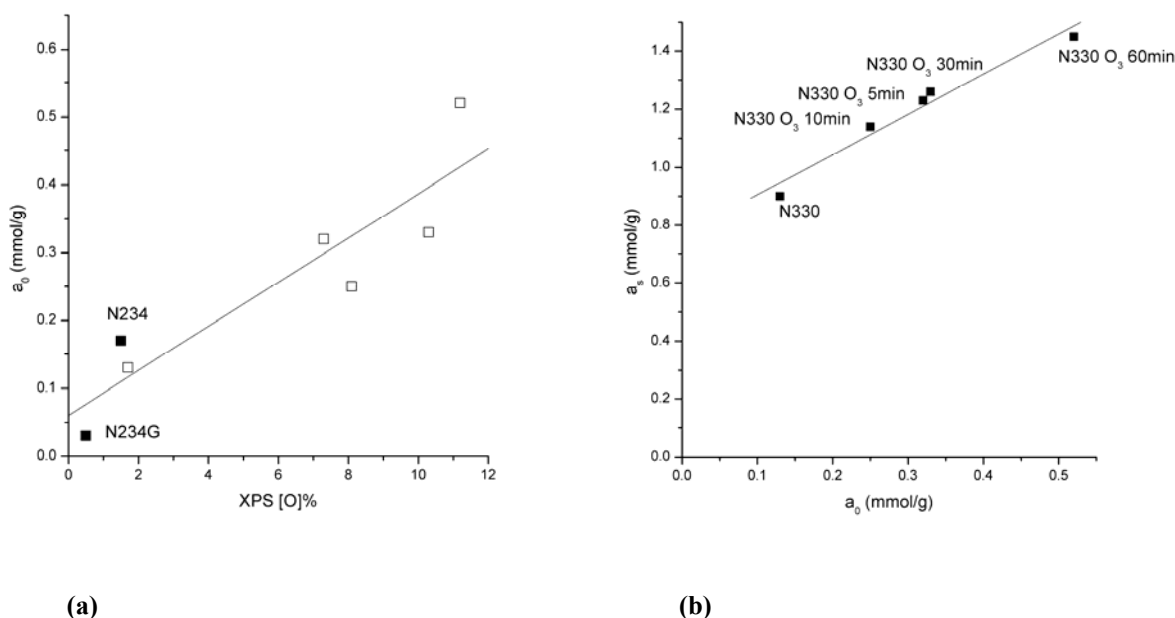 0.6
0.5
0.4
0.3
0.2
0.1
0.0
a₀ (mmol/g)
N234
N234G
0 2 4 6 8 10 12
XPS [O]%
(a)
1.4
1.2
1.0
0.8
0.6
0.4
0.2
0.0
aₛ (mmol/g)
N330 O₃ 60min
N330 O₃ 30min
N330 O₃ 5min
N330 O₃ 10min
N330
0.0 0.1 0.2 0.3 0.4 0.5
a₀ (mmol/g)
(b)